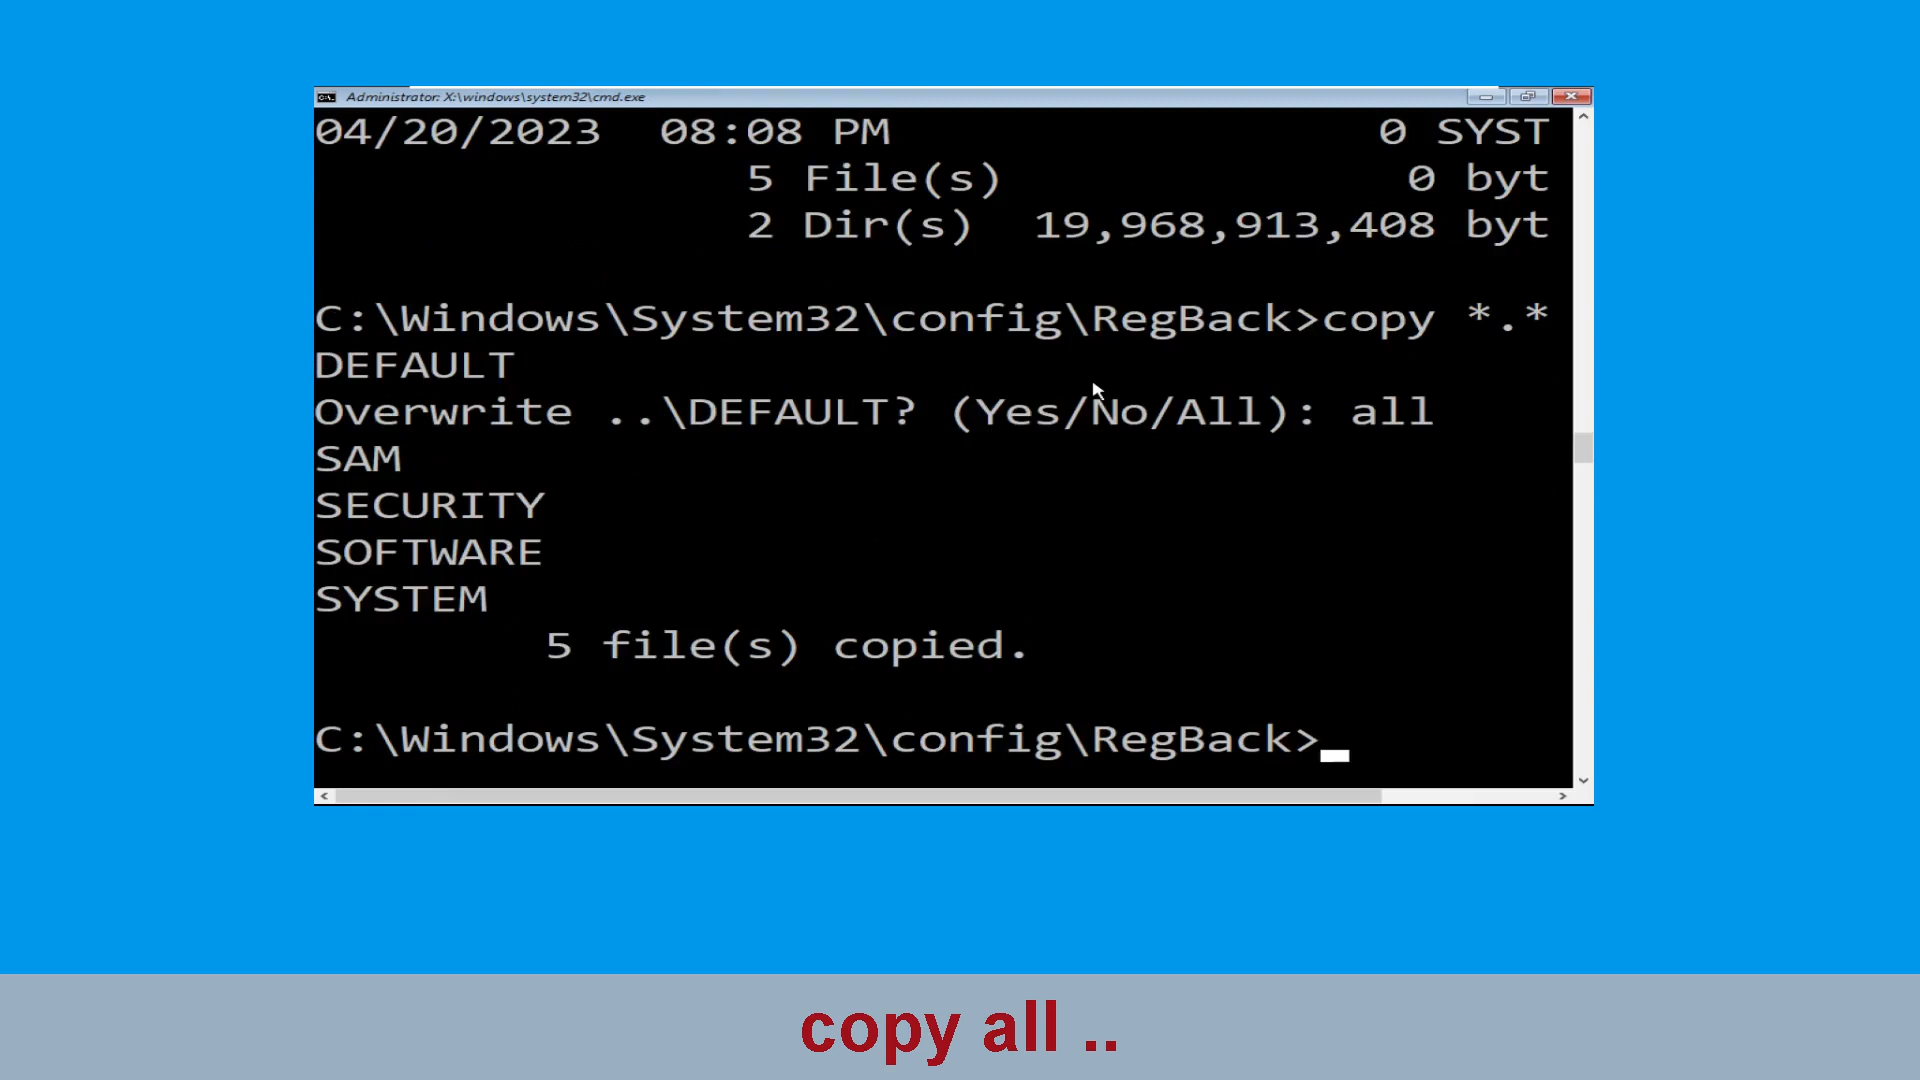 Administrator: X:\windows\system32\cmd.exe
04/20/2023  08:08 PM                 0 SYST
               5 File(s)              0 byt
               2 Dir(s)  19,968,913,408 byt
C:\Windows\System32\config\RegBack>copy *.*
DEFAULT
Overwrite ..\DEFAULT? (Yes/No/All): all
SAM
SECURITY
SOFTWARE
SYSTEM
        5 file(s) copied.
C:\Windows\System32\config\RegBack>
copy all ..